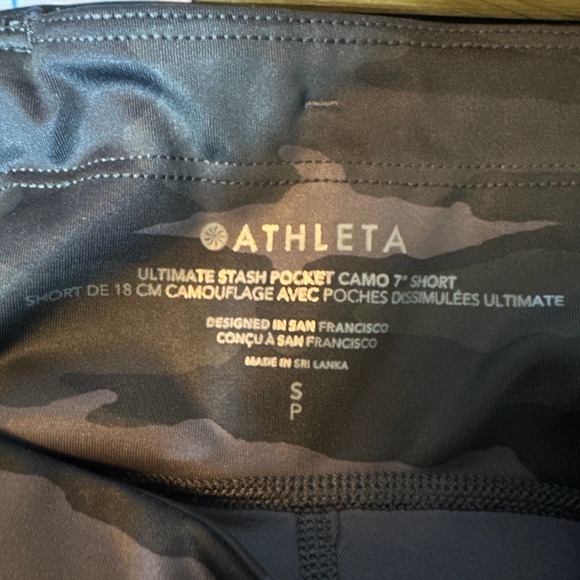 ATHLETA
ULTIMATE STASH POCKET CAMO 7" SHORT
SHORT DE 18 CM CAMOUFLAGE AVEC POCHES DISSIMULÉES ULTIMATE
DESIGNED IN SAN FRANCISCO
CONÇU À SAN FRANCISCO
MADE IN SRI LANKA
S
P